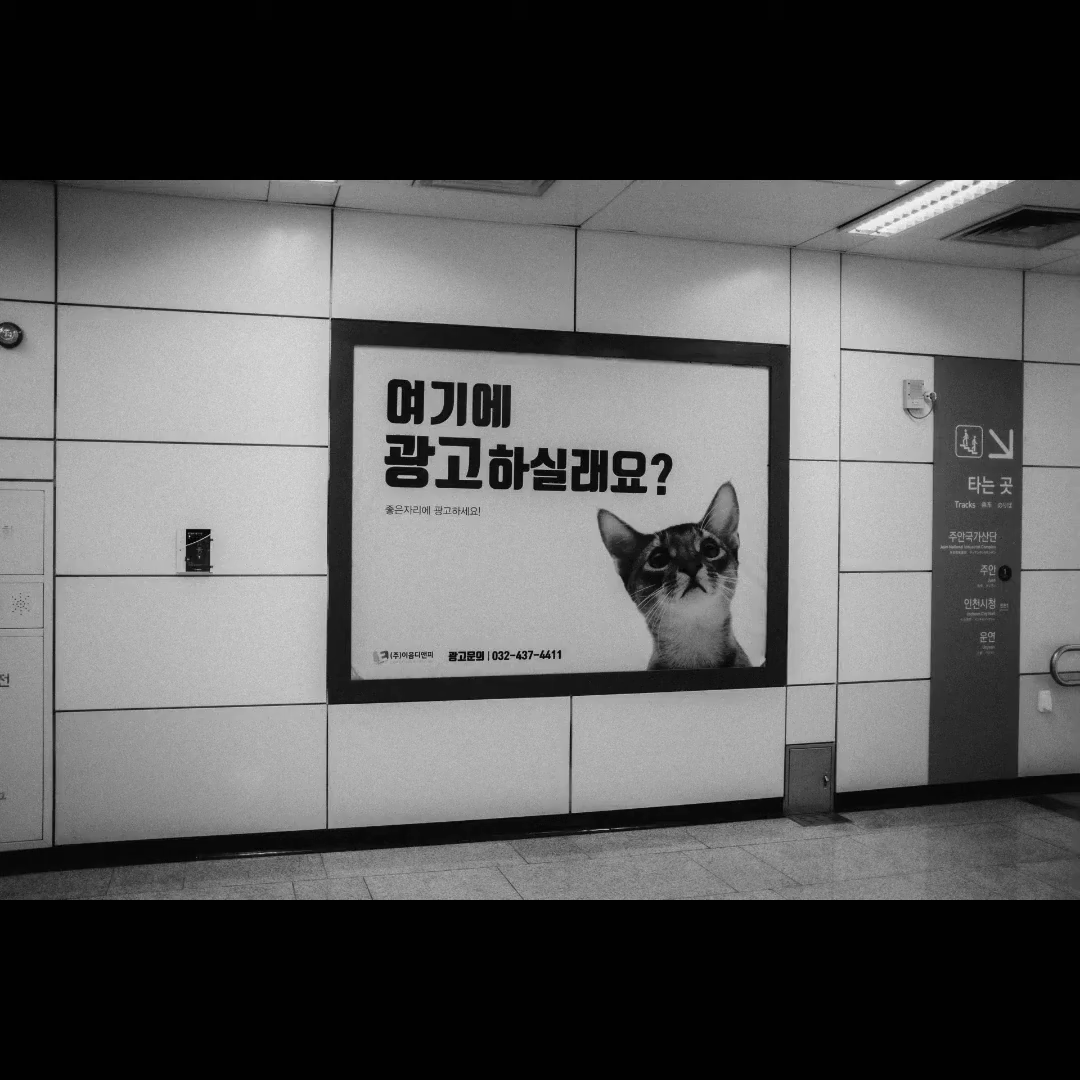 여기에
광고하실래요?
좋은자리에 광고하세요!
(주)이음디앤피 광고문의 | 032-437-4411
타는 곳
Tracks
주안국가산단
주안
인천시청
운연
전